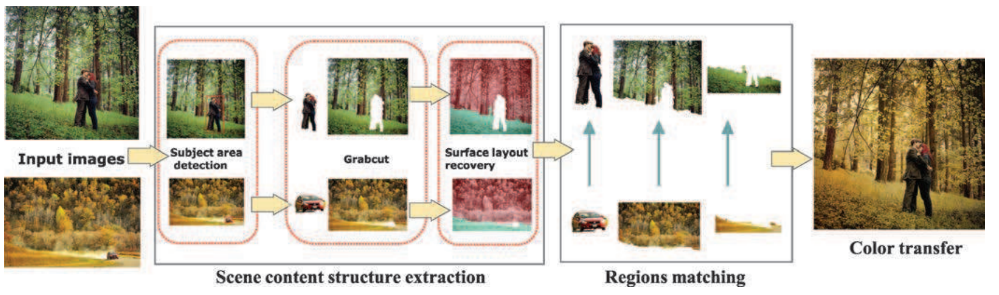 Input images
Subject area
detection
Grabcut
Surface layout
recovery
Scene content structure extraction
Regions matching
Color transfer